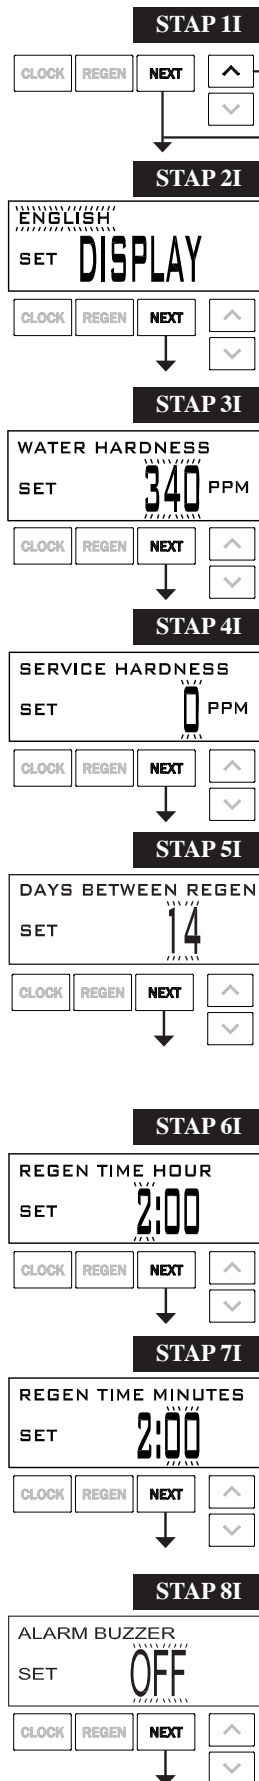 STAP 1I
CLOCK REGEN NEXT
STAP 2I
ENGLISH
SET DISPLAY
CLOCK REGEN NEXT
STAP 3I
WATER HARDNESS
SET 340 PPM
CLOCK REGEN NEXT
STAP 4I
SERVICE HARDNESS
SET 0 PPM
CLOCK REGEN NEXT
STAP 5I
DAYS BETWEEN REGEN
SET 14
CLOCK REGEN NEXT
STAP 6I
REGEN TIME HOUR
SET 2:00
CLOCK REGEN NEXT
STAP 7I
REGEN TIME MINUTES
SET 2:00
CLOCK REGEN NEXT
STAP 8I
ALARM BUZZER
SET OFF
CLOCK REGEN NEXT